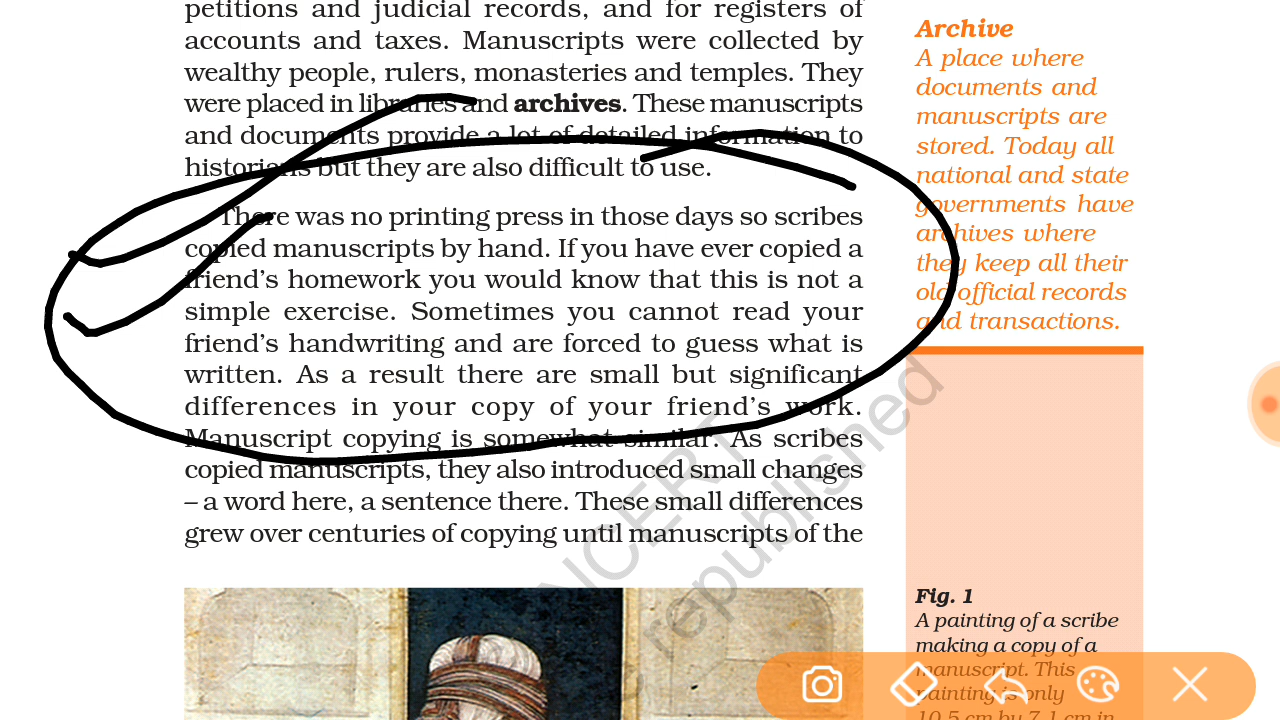 petitions and judicial records, and for registers of
accounts and taxes. Manuscripts were collected by
wealthy people, rulers, monasteries and temples. They
were placed in libraries and archives. These manuscripts
and documents provide a lot of detailed information to
historians but they are also difficult to use.
There was no printing press in those days so scribes
copied manuscripts by hand. If you have ever copied a
friend's homework you would know that this is not a
simple exercise. Sometimes you cannot read your
friend's handwriting and are forced to guess what is
written. As a result there are small but significant
differences in your copy of your friend's work.
Manuscript copying is somewhat similar. As scribes
copied manuscripts, they also introduced small changes
– a word here, a sentence there. These small differences
grew over centuries of copying until manuscripts of the
Archive
A place where
documents and
manuscripts are
stored. Today all
national and state
governments have
archives where
they keep all their
old official records
and transactions.
Fig. 1
A painting of a scribe
making a copy of a
manuscript. This
painting is only
10.5 cm by 7.1 cm in
NCERT
republished